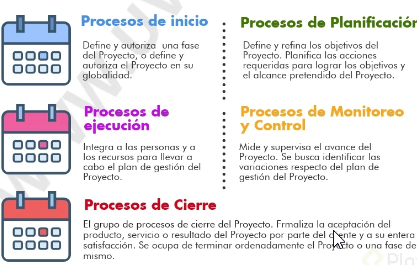 Procesos de inicio
Define y autoriza una fase
del Proyecto, o define y
autoriza el Proyecto en su
globalidad.
Procesos de Planificación
Define y refina los objetivos del
Proyecto. Planifica las acciones
requeridas para lograr los objetivos y
el alcance pretendido del Proyecto.
Procesos de
ejecución
Integra a las personas y a
los recursos para llevar a
cabo el plan de gestión del
Proyecto.
Procesos de Monitoreo
y Control
Mide y supervisa el avance del
Proyecto. Se busca identificar las
variaciones respecto del plan de
gestión del Proyecto.
Procesos de Cierre
El grupo de procesos de cierre del Proyecto. Frmaliza la aceptación del
producto, servicio o resultado del Proyecto por parte del cliente y a su entera
satisfacción. Se ocupa de terminar ordenadamente el Proyecto o una fase de
mismo.